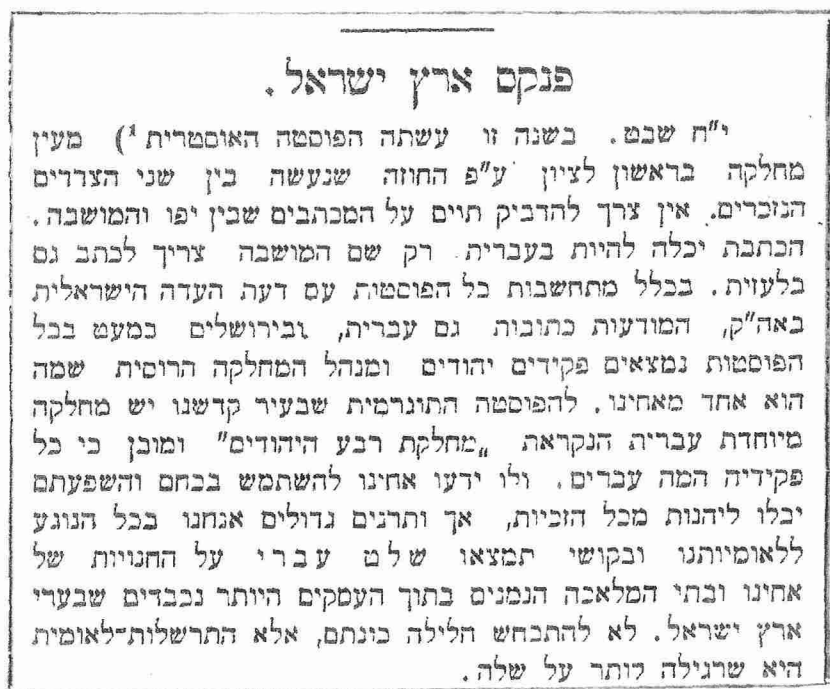 פנקס ארץ ישראל.
י"ח שבט. בשנה זו עשתה הפוסטה האוסטרית ¹) מעין
מחלקה בראשון לציון ע"פ החוזה שנעשה בין שני הצדדים
הנזכרים. אין צרך להדביק תוים על המכתבים שבין יפו והמושבה.
הכתבת יכלה להיות בעברית רק שם המושבה צריך לכתב גם
בלעזית. בכלל מתחשבות כל הפוסטות עם דעת העדה הישראלית
באה"ק, המודעות כתובות גם עברית, ובירושלים כמעט בכל
הפוסטות נמצאים פקידים יהודים ומנהל המחלקה הרוסית שמה
הוא אחד מאחינו. להפוסטה התוגרמית שבעיר קדשנו יש מחלקה
מיוחדת עברית הנקראת „מחלקת רבע היהודים" ומובן כי כל
פקידיה המה עברים. ולו ידעו אחינו להשתמש בכחם והשפעתם
יכלו ליהנות מכל הזכיות, אך ותרנים גדולים אנחנו בכל הנוגע
ללאומיותנו ובקושי תמצאו שלט עברי על החנויות של
אחינו ובתי המלאכה הנמנים בתוך העסקים היותר נכבדים שבערי
ארץ ישראל. לא להתכחש חלילה כונתם, אלא התרשלות־לאומית
היא שרגילה לותר על שלה.